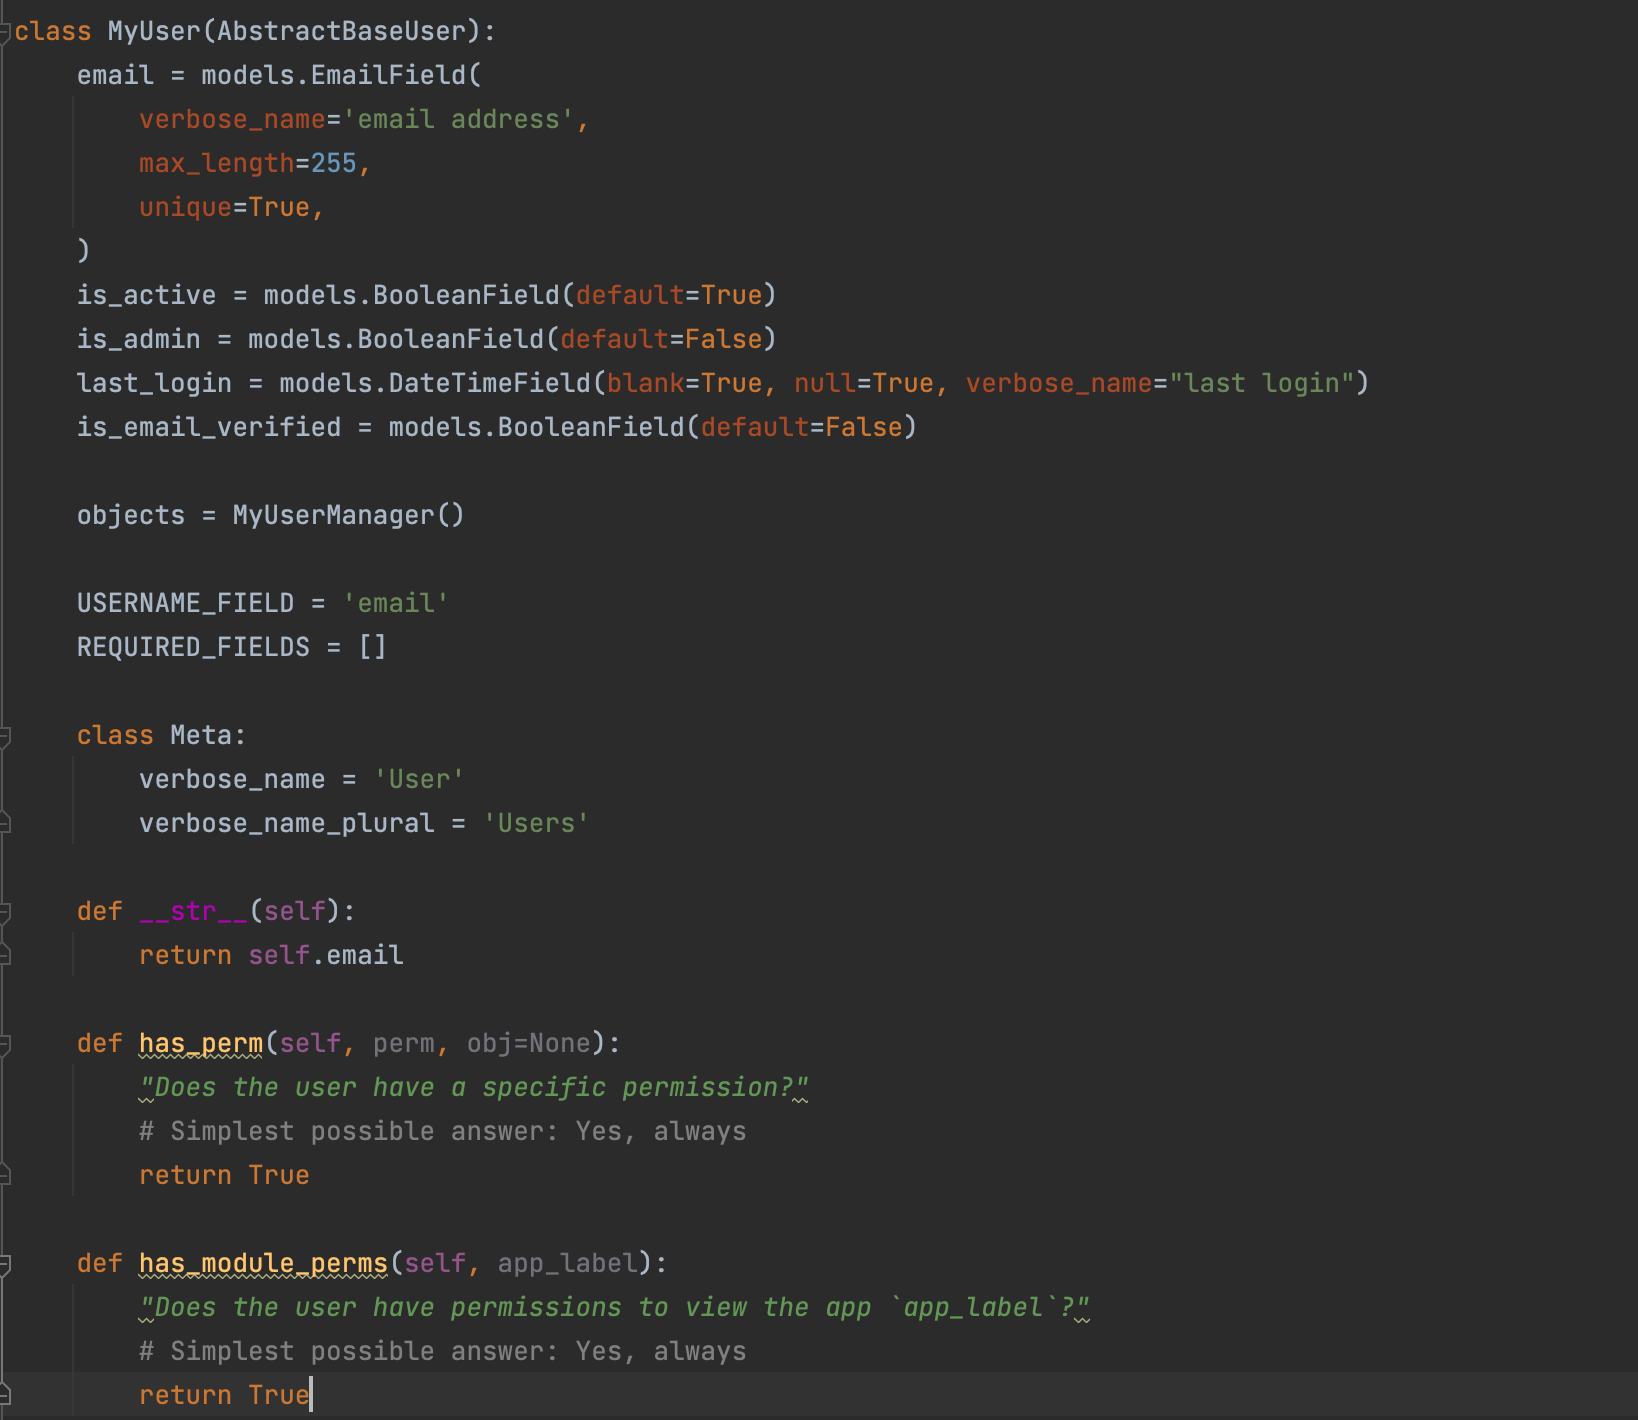 class MyUser(AbstractBaseUser):
    email = models.EmailField(
        verbose_name='email address',
        max_length=255,
        unique=True,
    )
    is_active = models.BooleanField(default=True)
    is_admin = models.BooleanField(default=False)
    last_login = models.DateTimeField(blank=True, null=True, verbose_name="last login")
    is_email_verified = models.BooleanField(default=False)

    objects = MyUserManager()

    USERNAME_FIELD = 'email'
    REQUIRED_FIELDS = []

    class Meta:
        verbose_name = 'User'
        verbose_name_plural = 'Users'

    def __str__(self):
        return self.email

    def has_perm(self, perm, obj=None):
        "Does the user have a specific permission?"
        # Simplest possible answer: Yes, always
        return True

    def has_module_perms(self, app_label):
        "Does the user have permissions to view the app `app_label`?"
        # Simplest possible answer: Yes, always
        return True